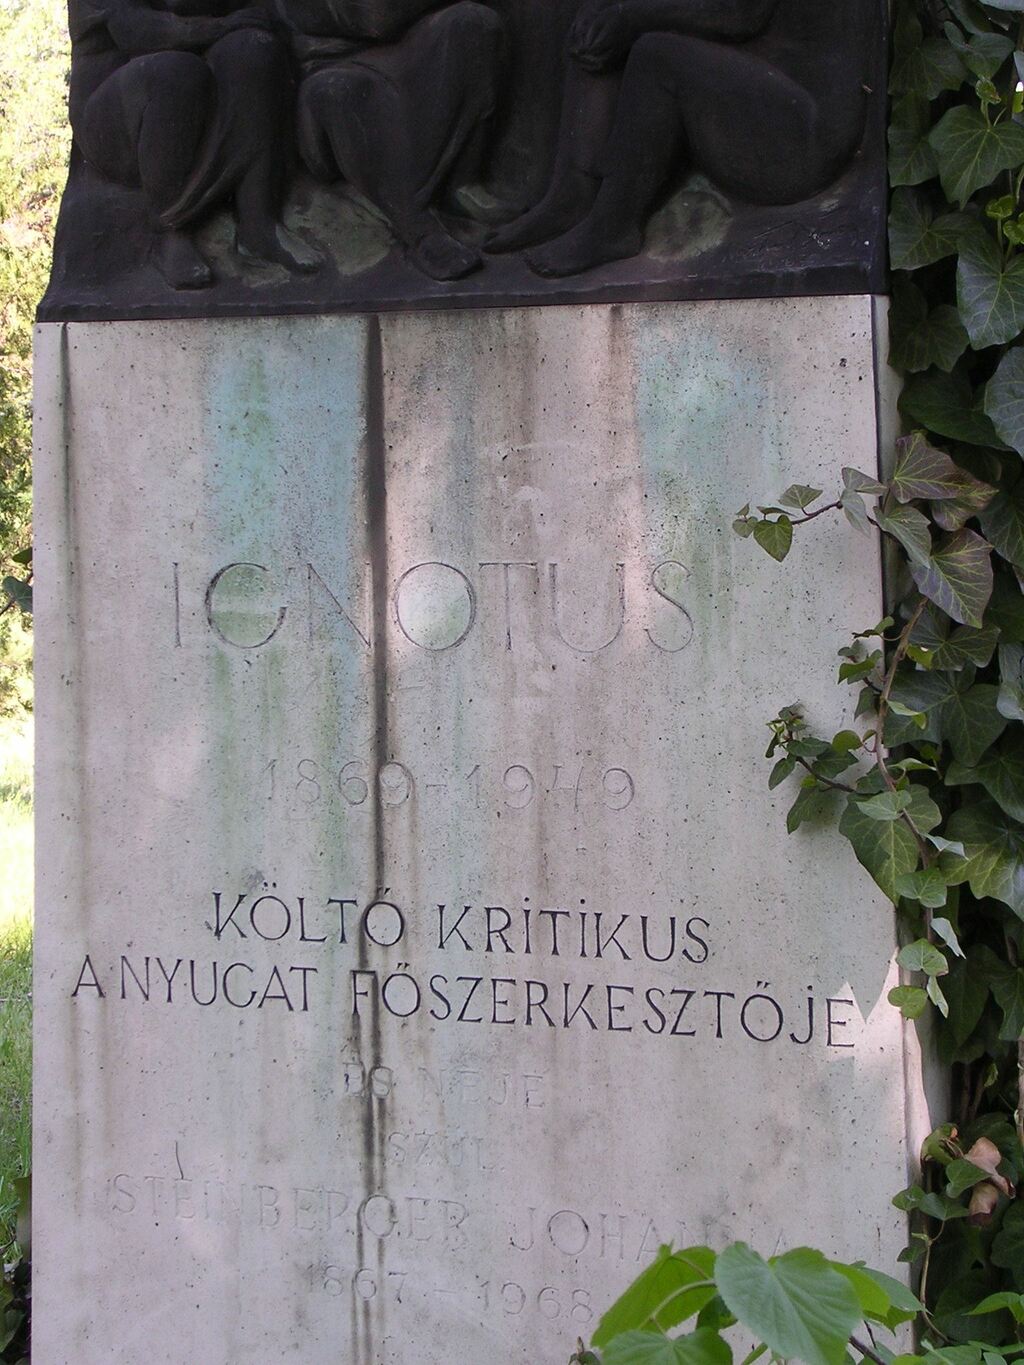 IGNOTUS
1869-1949
KÖLTŐ KRITIKUS
A NYUGAT FŐSZERKESZTŐJE
ÉS NEJE
SZÜL.
STEINBERGER JOHANNA
1867-1968